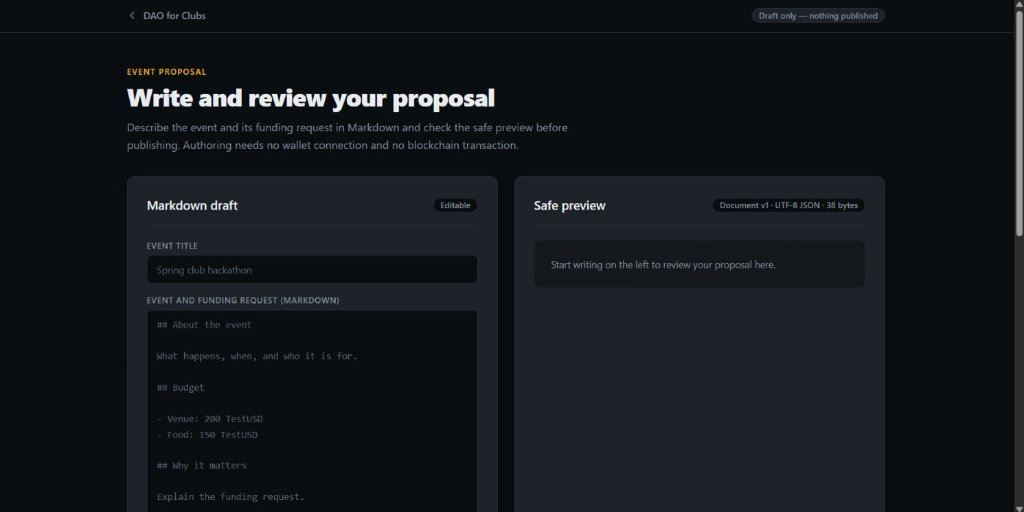 DAO for Clubs
Draft only — nothing published
EVENT PROPOSAL
Write and review your proposal
Describe the event and its funding request in Markdown and check the safe preview before
publishing. Authoring needs no wallet connection and no blockchain transaction.
Markdown draft
Editable
EVENT TITLE
Spring club hackathon
EVENT AND FUNDING REQUEST (MARKDOWN)
## About the event
What happens, when, and who it is for.
## Budget
- Venue: 200 TestUSD
- Food: 150 TestUSD
## Why it matters
Explain the funding request.
Safe preview
Document v1 · UTF-8 JSON · 38 bytes
Start writing on the left to review your proposal here.